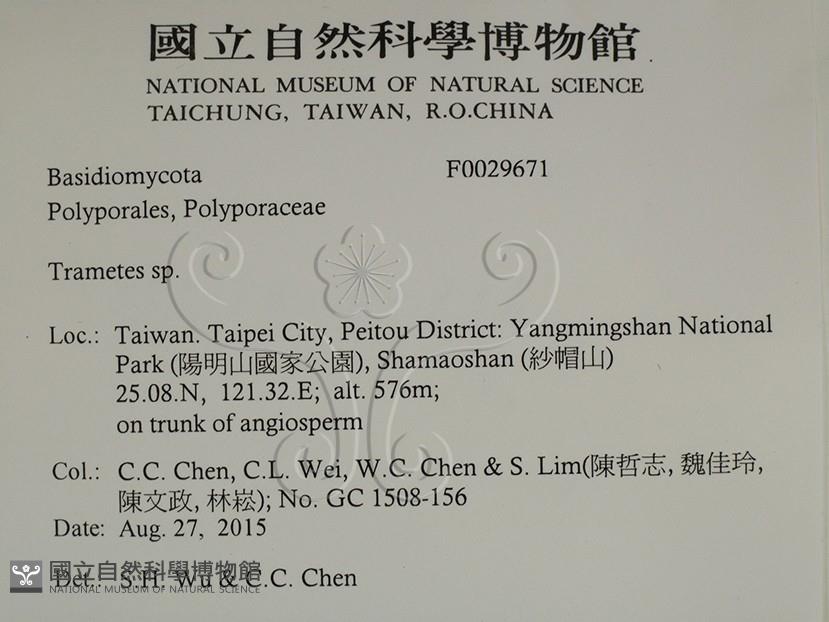 國立自然科學博物館
NATIONAL MUSEUM OF NATURAL SCIENCE
TAICHUNG, TAIWAN, R.O.CHINA
Basidiomycota F0029671
Polyporales, Polyporaceae
Trametes sp.
Loc.: Taiwan. Taipei City, Peitou District: Yangmingshan National
Park (陽明山國家公園), Shamaoshan (紗帽山)
25.08.N, 121.32.E; alt. 576m;
on trunk of angiosperm
Col.: C.C. Chen, C.L. Wei, W.C. Chen & S. Lim(陳哲志, 魏佳玲,
陳文政, 林崧); No. GC 1508-156
Date: Aug. 27, 2015
Det.: S.H. Wu & C.C. Chen
國立自然科學博物館
NATIONAL MUSEUM OF NATURAL SCIENCE